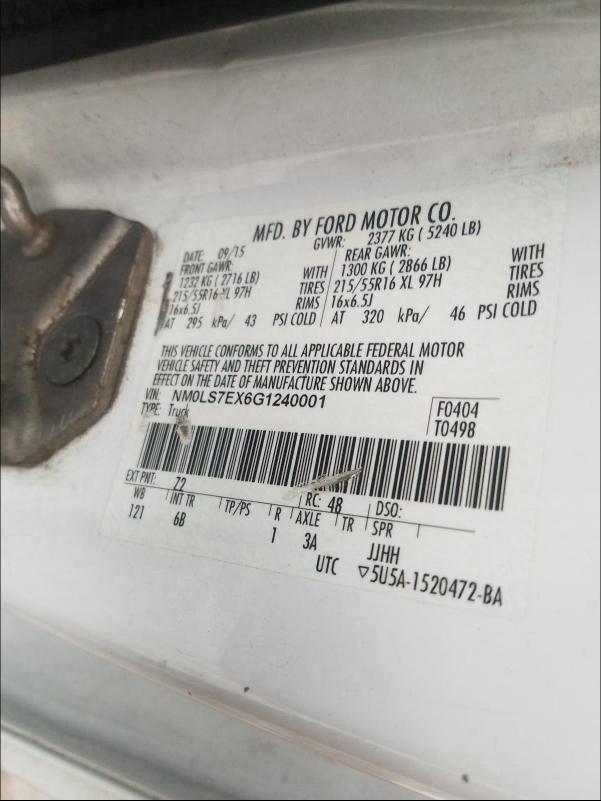 MFD. BY FORD MOTOR CO.
DATE: 09/15 GVWR: 2377 KG ( 5240 LB)
FRONT GAWR: REAR GAWR:
1232 KG ( 2716 LB) WITH 1300 KG ( 2866 LB) WITH
215/55R16 XL 97H TIRES 215/55R16 XL 97H TIRES
16x6.5J RIMS 16x6.5J RIMS
AT 295 kPa/ 43 PSI COLD AT 320 kPa/ 46 PSI COLD
THIS VEHICLE CONFORMS TO ALL APPLICABLE FEDERAL MOTOR
VEHICLE SAFETY AND THEFT PREVENTION STANDARDS IN
EFFECT ON THE DATE OF MANUFACTURE SHOWN ABOVE.
VIN: NM0LS7EX6G1240001 F0404
TYPE: Truck T0498
EXT PNT: 72 RC: 48 DSO:
WB INT TR TP/PS R AXLE TR SPR
121 6B 1 3A JJHH
UTC ▽5U5A-1520472-BA